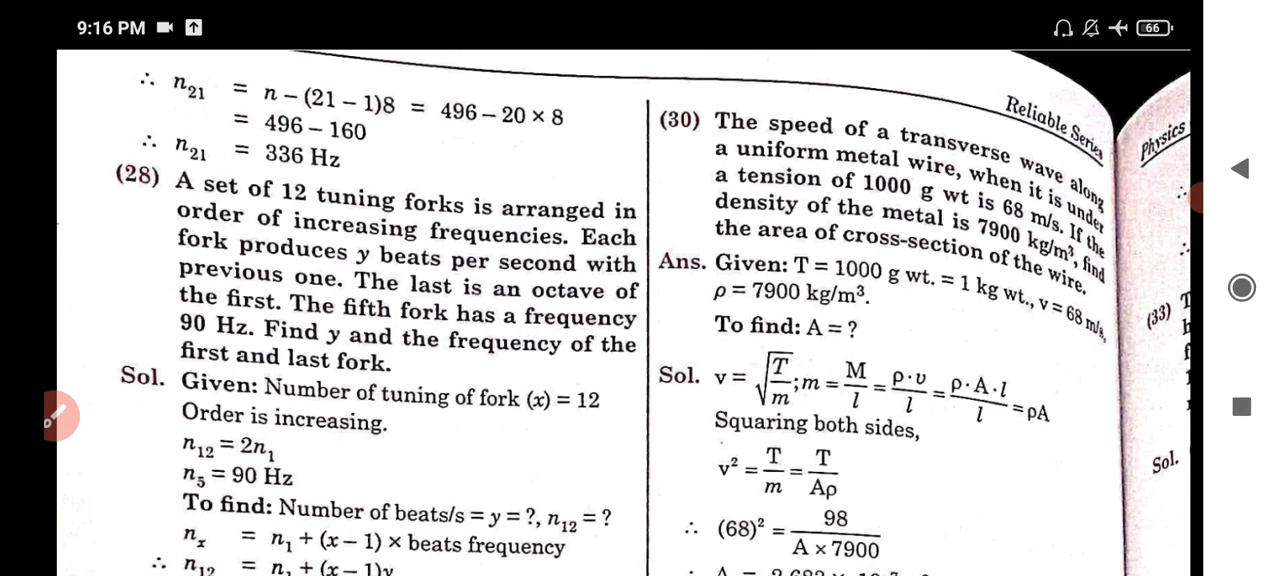 9:16 PM
66
∴ n₂₁ = n – (21 – 1)8 = 496 – 20 × 8
= 496 – 160
∴ n₂₁ = 336 Hz
(28) A set of 12 tuning forks is arranged in
order of increasing frequencies. Each
fork produces y beats per second with
previous one. The last is an octave of
the first. The fifth fork has a frequency
90 Hz. Find y and the frequency of the
first and last fork.
Sol. Given: Number of tuning of fork (x) = 12
Order is increasing.
n₁₂ = 2n₁
n₅ = 90 Hz
To find: Number of beats/s = y = ?, n₁₂ = ?
nₓ = n₁ + (x – 1) × beats frequency
∴ n₁₂ = n₁ + (x – 1)y
Reliable Series
(30) The speed of a transverse wave along
a uniform metal wire, when it is under
a tension of 1000 g wt is 68 m/s. If the
density of the metal is 7900 kg/m³, find
the area of cross-section of the wire.
Ans. Given: T = 1000 g wt. = 1 kg wt., v = 68 m/s,
ρ = 7900 kg/m³.
To find: A = ?
Sol. v = √(T/m); m = M/l = ρ·υ/l = ρ·A·l/l = ρA
Squaring both sides,
v² = T/m = T/Aρ
∴ (68)² = 98/(A × 7900)
Physics
(33)
Sol.